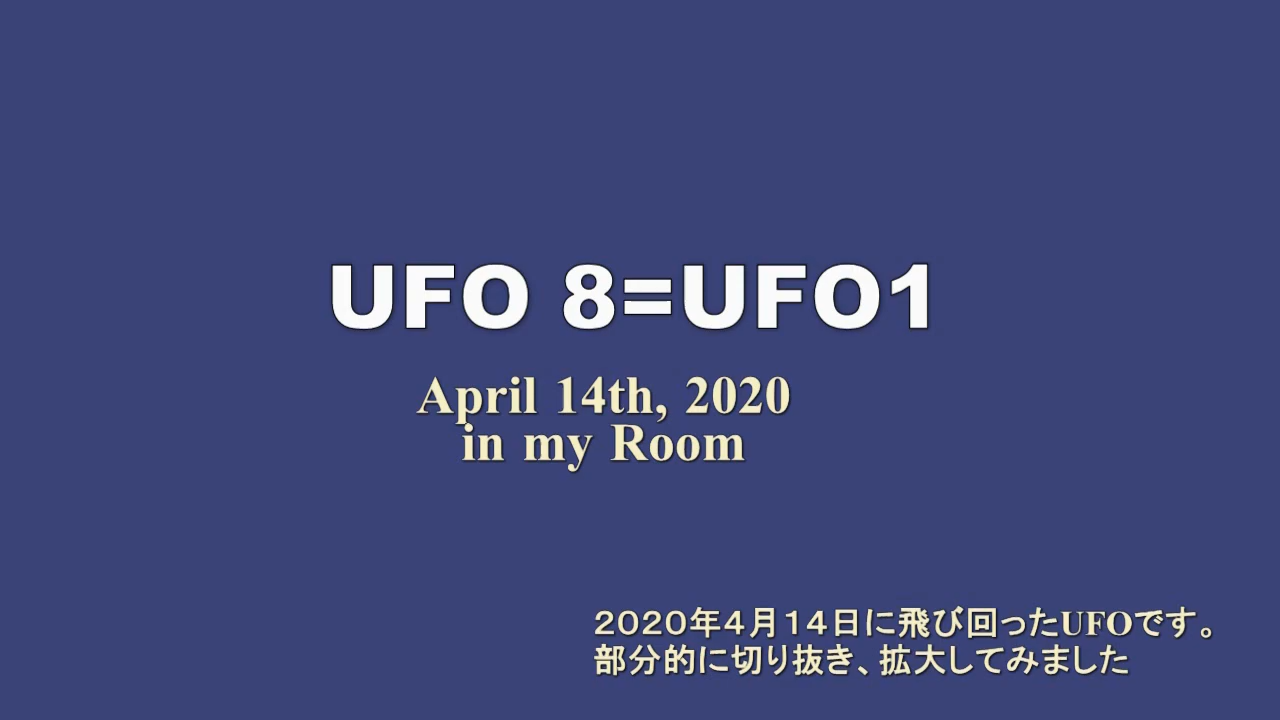 UFO 8=UFO1
April 14th, 2020
in my Room
２０２０年４月１４日に飛び回ったUFOです。
部分的に切り抜き、拡大してみました